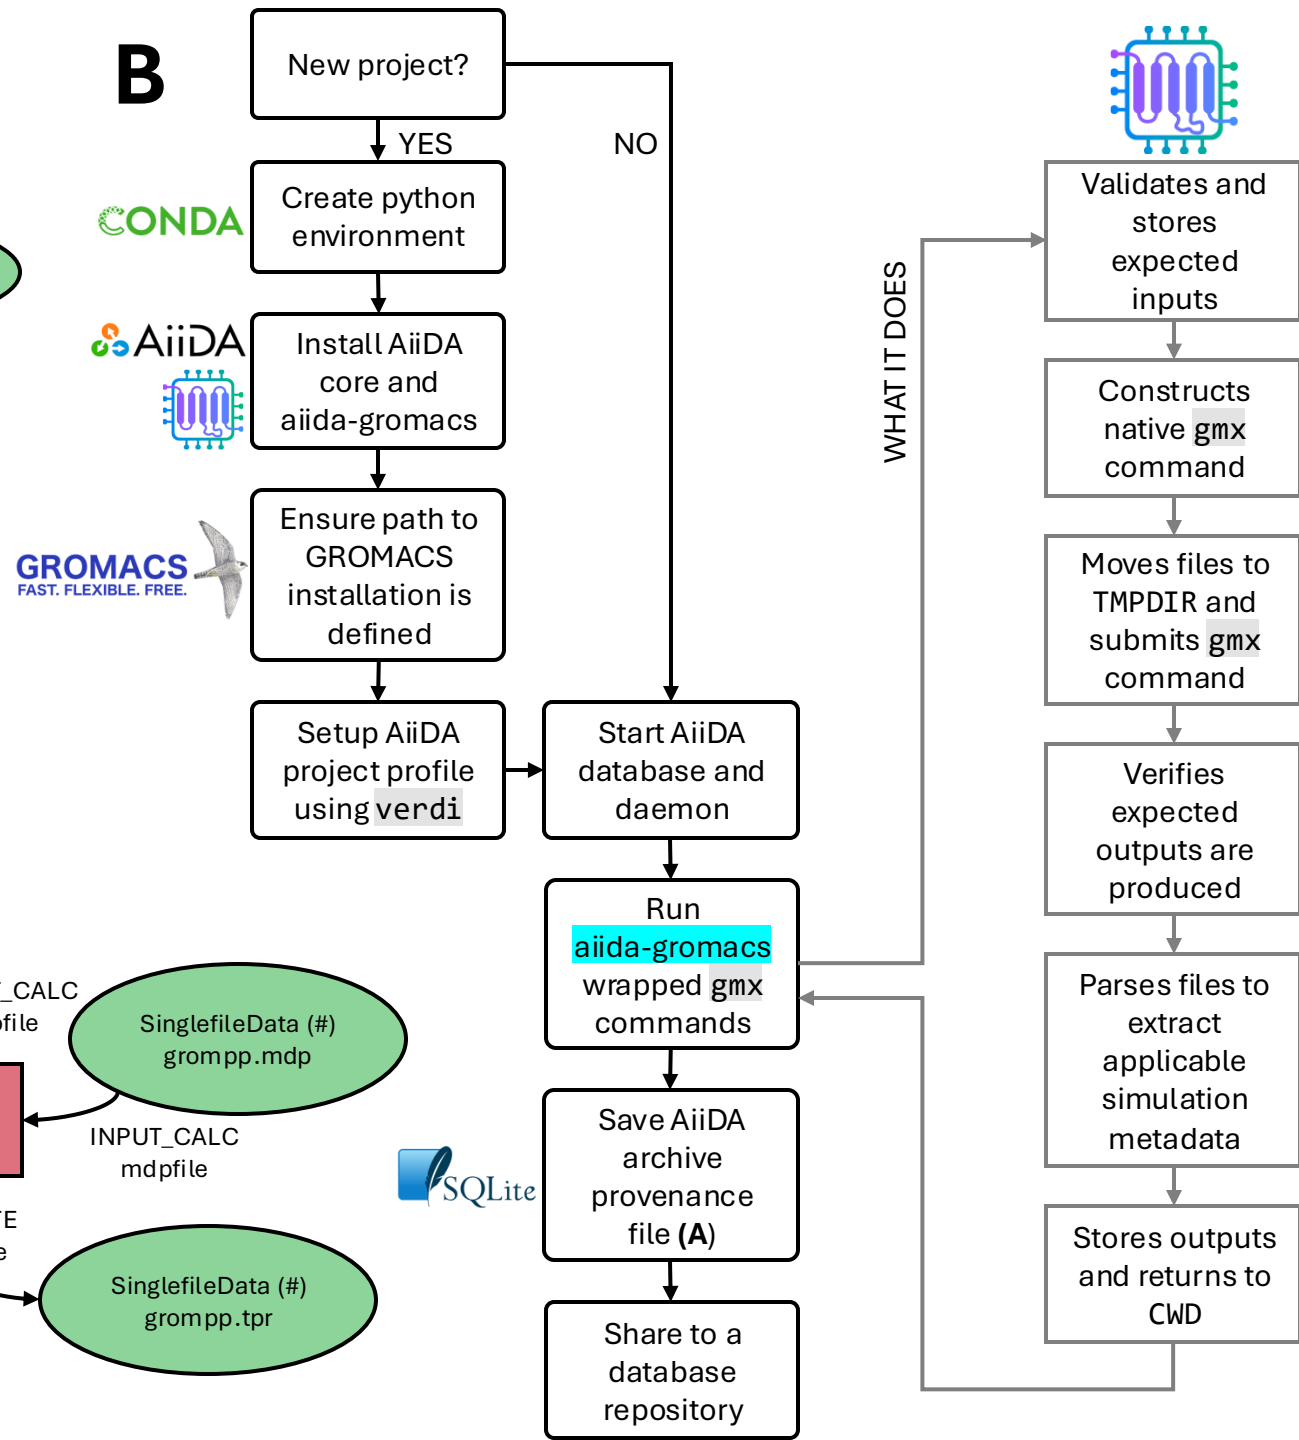 B
New project?
YES
NO
CONDA
Create python
environment
AiiDA
Install AiiDA
core and
aiida-gromacs
GROMACS
FAST. FLEXIBLE. FREE.
Ensure path to
GROMACS
installation is
defined
Setup AiiDA
project profile
using verdi
Start AiiDA
database and
daemon
Run
aiida-gromacs
wrapped gmx
commands
SQLite
Save AiiDA
archive
provenance
file (A)
Share to a
database
repository
WHAT IT DOES
Validates and
stores
expected
inputs
Constructs
native gmx
command
Moves files to
TMPDIR and
submits gmx
command
Verifies
expected
outputs are
produced
Parses files to
extract
applicable
simulation
metadata
Stores outputs
and returns to
CWD
_CALC
SinglefileData (#)
grompp.mdp
INPUT_CALC
mdpfile
SinglefileData (#)
grompp.tpr